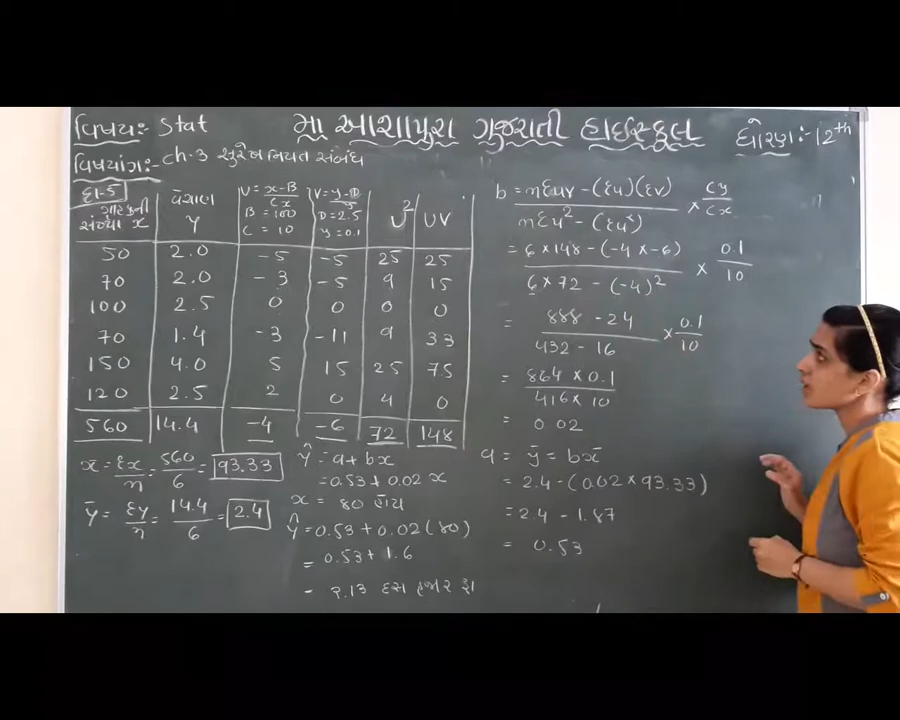 વિષય:- Stat
મા આશાપુરા ગુજરાતી હાઇસ્કૂલ
ધોરણ:- 12th
વિષયાંગ:- Ch-3 સુરેખ નિયત સંબંધ
દા-5
ગ્રાહકની સંખ્યા x | વેચાણ y | U = x-B/Cx B = 100 C = 10 | V = y-D D = 2.5 y = 0.1 | U² | UV
50 | 2.0 | -5 | -5 | 25 | 25
70 | 2.0 | -3 | -5 | 9 | 15
100 | 2.5 | 0 | 0 | 0 | 0
70 | 1.4 | -3 | -11 | 9 | 33
150 | 4.0 | 5 | 15 | 25 | 75
120 | 2.5 | 2 | 0 | 4 | 0
560 | 14.4 | -4 | -6 | 72 | 148
x̄ = Σx/n = 560/6 = 93.33
ȳ = Σy/n = 14.4/6 = 2.4
ŷ = a + bx
= 0.53 + 0.02 x
x = 80 હોય
ŷ = 0.53 + 0.02 (80)
= 0.53 + 1.6
= 2.13 દસ હજાર રૂ
b = nΣuv - (Σu)(Σv) / nΣu² - (Σu)² × Cy/Cx
= 6 × 148 - (-4 × -6) / 6 × 72 - (-4)² × 0.1/10
= 888 - 24 / 432 - 16 × 0.1/10
= 864 × 0.1 / 416 × 10
= 0.02
a = ȳ = bx̄
= 2.4 - (0.02 × 93.33)
= 2.4 - 1.87
= 0.53